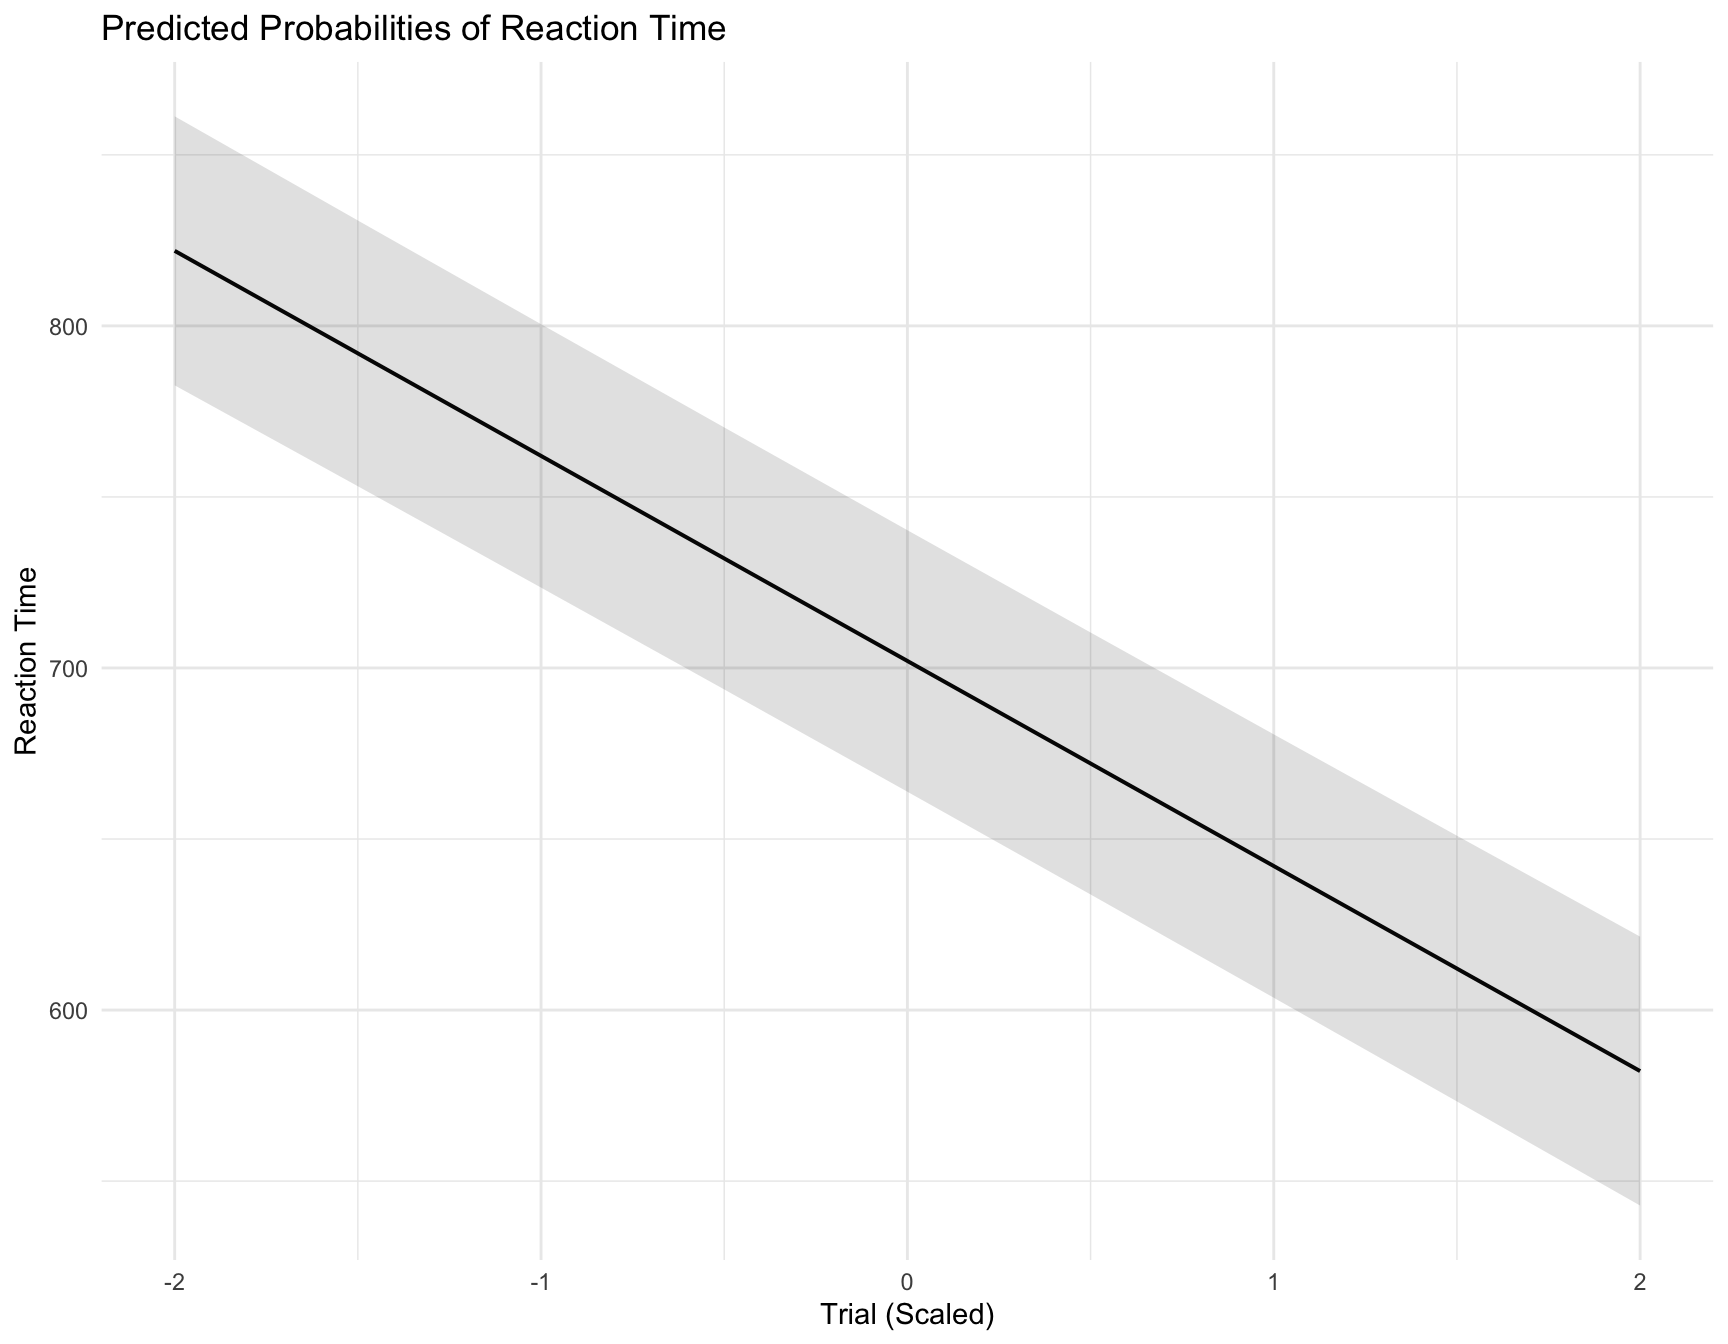 Predicted Probabilities of Reaction Time
Reaction Time
800
700
600
-2 -1 0 1 2
Trial (Scaled)